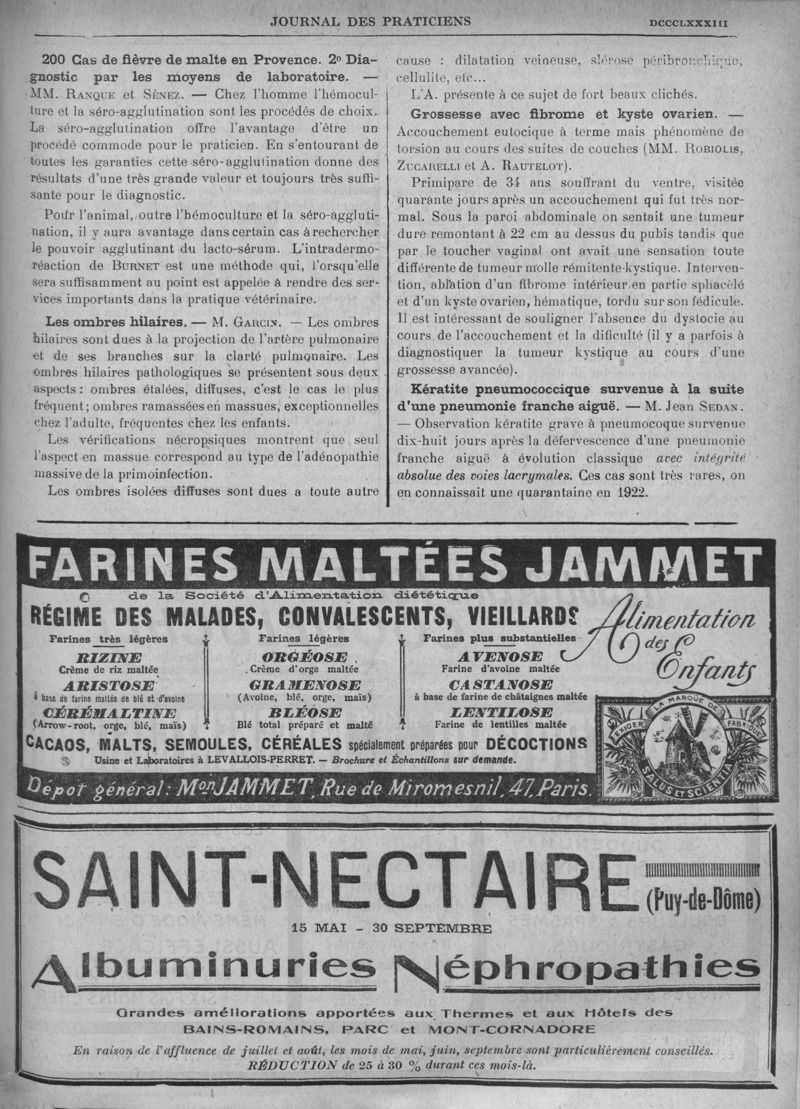 JOURNAL DES PRATICIENS
DCCCLXXXIII
200 Cas de fièvre de malte en Provence. 2º Dia-
gnostic par les moyens de laboratoire. —
MM. RANQUE et SÈNEZ. — Chez l'homme l'hémocul-
ture et la séro-agglutination sont les procédés de choix.
La séro-agglutination offre l'avantage d'être un
procédé commode pour le praticien. En s'entourant de
toutes les garanties cette séro-agglutination donne des
résultats d'une très grande valeur et toujours très suffi-
sante pour le diagnostic.
Poufr l'animal, outre l'hémoculture et la séro-aggluti-
nation, il y aura avantage dans certain cas à rechercher
le pouvoir agglutinant du lacto-sérum. L'intradermo-
réaction de BURNET est une méthode qui, l'orsqu'elle
sera suffisamment au point est appelée à rendre des ser-
vices importants dans la pratique vétérinaire.
Les ombres hilaires. — M. GARCIN. — Les ombres
hilaires sont dues à la projection de l'artère pulmonaire
et de ses branches sur la clarté pulmonaire. Les
ombres hilaires pathologiques se présentent sous deux
aspects : ombres étalées, diffuses, c'est le cas le plus
fréquent ; ombres ramassées en massues, exceptionnelles
chez l'adulte, fréquentes chez les enfants.
Les vérifications nécropsiques montrent que seul
l'aspect en massue correspond au type de l'adénopathie
massive de la primoinfection.
Les ombres isolées diffuses sont dues a toute autre
cause : dilatation veineuse, slérose péribronchique,
cellulite, etc...
L'A. présente à ce sujet de fort beaux clichés.
Grossesse avec fibrome et kyste ovarien. —
Accouchement eutocique à terme mais phénomène de
torsion au cours des suites de couches (MM. ROBIOLIS,
ZUCARELLI et A. RAUTELOT).
Primipare de 34 ans souffrant du ventre, visitée
quarante jours après un accouchement qui fut très nor-
mal. Sous la paroi abdominale on sentait une tumeur
dure remontant à 22 cm au dessus du pubis tandis que
par le toucher vaginal ont avait une sensation toute
différente de tumeur molle rémitente-kystique. Interven-
tion, ablation d'un fibrome intérieur en partie sphacèlé
et d'un kyste ovarien, hématique, tordu sur son fédicule.
Il est intéressant de souligner l'absence du dystocie au
cours de l'accouchement et la dificulté (il y a parfois à
diagnostiquer la tumeur kystique au cours d'une
grossesse avancée).
Kératite pneumococcique survenue à la suite
d'une pneumonie franche aiguë. — M. Jean SEDAN.
— Observation kératite grave à pneumocoque survenue
dix-huit jours après la défervescence d'une pneumonie
franche aiguë à évolution classique avec intégrité
absolue des voies lacrymales. Ces cas sont très rares, on
en connaissait une quarantaine en 1922.
FARINES MALTÉES JAMMET
de la Société d'Alimentation diététique
RÉGIME DES MALADES, CONVALESCENTS, VIEILLARDS
Alimentation
des
Enfants
Farines très légères
RIZINE
Crème de riz maltée
ARISTOSE
à base de farine maltée de blé et d'avoine
CÉRÉMALTINE
(Arrow-root, orge, blé, maïs)
Farines légères
ORGÉOSE
Crème d'orge maltée
GRAMENOSE
(Avoine, blé, orge, maïs)
BLÉOSE
Blé total préparé et malté
Farines plus substantielles
AVENOSE
Farine d'avoine maltée
CASTANOSE
à base de farine de châtaignes maltée
LENTILOSE
Farine de lentilles maltée
CACAOS, MALTS, SEMOULES, CÉRÉALES spécialement préparées pour DÉCOCTIONS
Usine et Laboratoires à LEVALLOIS-PERRET. — Brochure et Échantillons sur demande.
EXIGER LA MARQUE DE FABRIQUE
SALUS ET SCIENTIA
Dépot général: Mon JAMMET, Rue de Miromesnil, 47, Paris.
SAINT-NECTAIRE
(Puy-de-Dôme)
15 MAI - 30 SEPTEMBRE
Albuminuries Néphropathies
Grandes améliorations apportées aux Thermes et aux Hôtels des
BAINS-ROMAINS, PARC et MONT-CORNADORE
En raison de l'affluence de juillet et août, les mois de mai, juin, septembre sont particulièrement conseillés.
RÉDUCTION de 25 à 30 % durant ces mois-là.